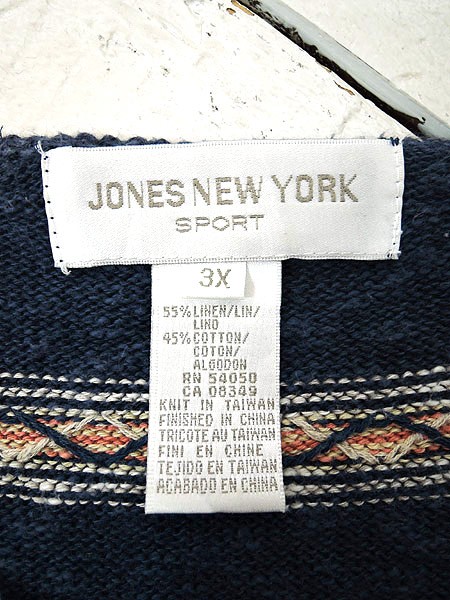 JONES NEW YORK
SPORT
3X
55% LINEN/LIN/
LINO
45% COTTON/
COTON/
ALGODON
RN 54050
CA 08349
KNIT IN TAIWAN
FINISHED IN CHINA
TRICOTE AU TAIWAN
FINI EN CHINE
TEJIDO EN TAIWAN
ACABADO EN CHINA